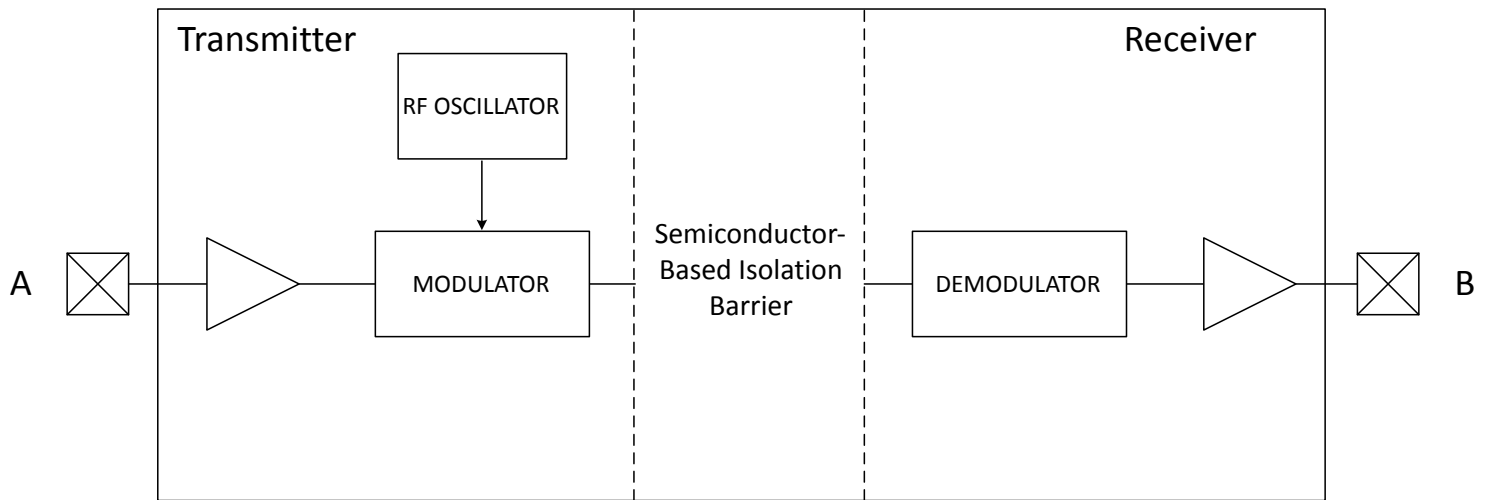 Transmitter
Receiver
RF OSCILLATOR
A
MODULATOR
Semiconductor-
Based Isolation
Barrier
DEMODULATOR
B